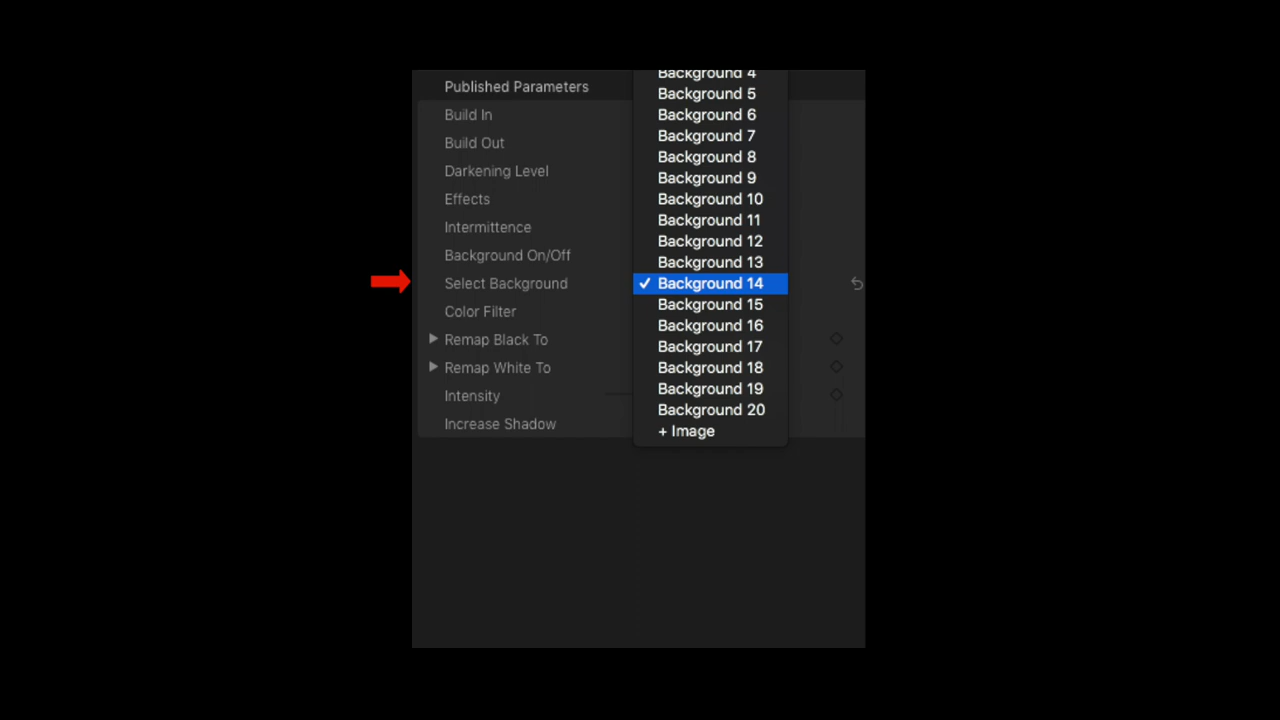 Published Parameters
Build In
Build Out
Darkening Level
Effects
Intermittence
Background On/Off
Select Background
Color Filter
Remap Black To
Remap White To
Intensity
Increase Shadow
Background 4
Background 5
Background 6
Background 7
Background 8
Background 9
Background 10
Background 11
Background 12
Background 13
✓ Background 14
Background 15
Background 16
Background 17
Background 18
Background 19
Background 20
+ Image